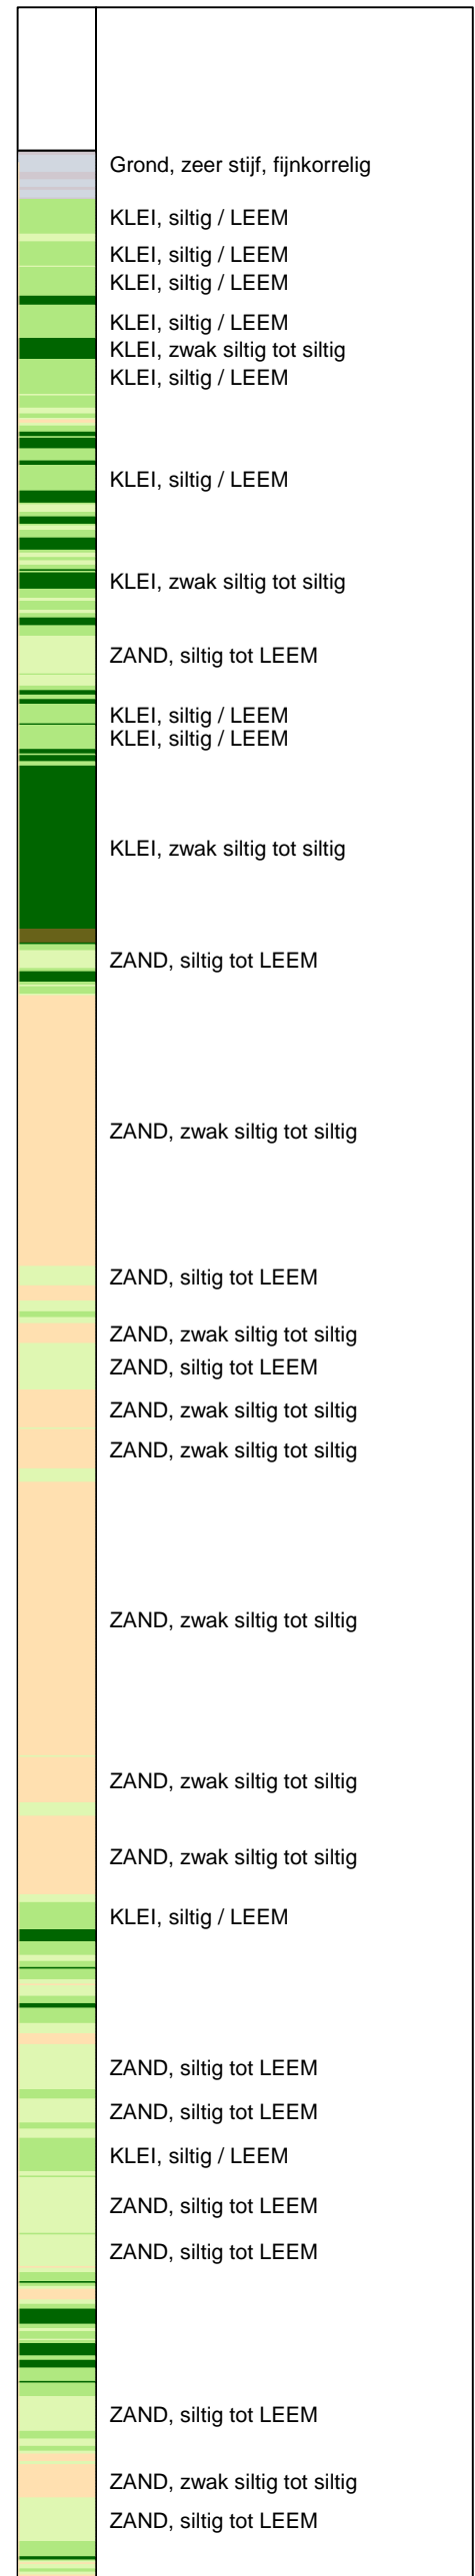 Grond, zeer stijf, fijnkorrelig
KLEI, siltig / LEEM
KLEI, siltig / LEEM
KLEI, siltig / LEEM
KLEI, siltig / LEEM
KLEI, zwak siltig tot siltig
KLEI, siltig / LEEM
KLEI, siltig / LEEM
KLEI, zwak siltig tot siltig
ZAND, siltig tot LEEM
KLEI, siltig / LEEM
KLEI, siltig / LEEM
KLEI, zwak siltig tot siltig
ZAND, siltig tot LEEM
ZAND, zwak siltig tot siltig
ZAND, siltig tot LEEM
ZAND, zwak siltig tot siltig
ZAND, siltig tot LEEM
ZAND, zwak siltig tot siltig
ZAND, zwak siltig tot siltig
ZAND, zwak siltig tot siltig
ZAND, zwak siltig tot siltig
ZAND, zwak siltig tot siltig
KLEI, siltig / LEEM
ZAND, siltig tot LEEM
ZAND, siltig tot LEEM
KLEI, siltig / LEEM
ZAND, siltig tot LEEM
ZAND, siltig tot LEEM
ZAND, siltig tot LEEM
ZAND, zwak siltig tot siltig
ZAND, siltig tot LEEM